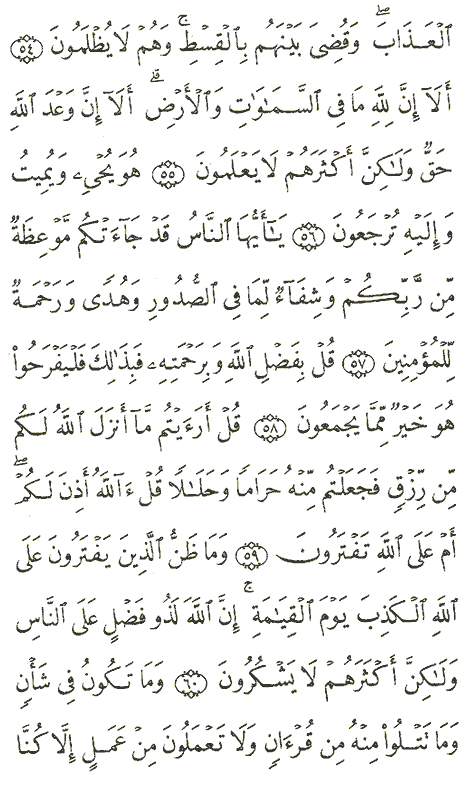 ٱلْعَذَابَ ۖ وَقُضِىَ بَيْنَهُم بِٱلْقِسْطِ ۚ وَهُمْ لَا يُظْلَمُونَ ٥٤
أَلَآ إِنَّ لِلَّهِ مَا فِى ٱلسَّمَٰوَٰتِ وَٱلْأَرْضِ ۗ أَلَآ إِنَّ وَعْدَ ٱللَّهِ
حَقٌّ وَلَٰكِنَّ أَكْثَرَهُمْ لَا يَعْلَمُونَ ٥٥ هُوَ يُحْىِۦ وَيُمِيتُ
وَإِلَيْهِ تُرْجَعُونَ ٥٦ يَٰٓأَيُّهَا ٱلنَّاسُ قَدْ جَآءَتْكُم مَّوْعِظَةٌ
مِّن رَّبِّكُمْ وَشِفَآءٌ لِّمَا فِى ٱلصُّدُورِ وَهُدًى وَرَحْمَةٌ
لِّلْمُؤْمِنِينَ ٥٧ قُلْ بِفَضْلِ ٱللَّهِ وَبِرَحْمَتِهِۦ فَبِذَٰلِكَ فَلْيَفْرَحُوا۟
هُوَ خَيْرٌ مِّمَّا يَجْمَعُونَ ٥٨ قُلْ أَرَءَيْتُم مَّآ أَنزَلَ ٱللَّهُ لَكُم
مِّن رِّزْقٍ فَجَعَلْتُم مِّنْهُ حَرَامًا وَحَلَٰلًا قُلْ ءَآللَّهُ أَذِنَ لَكُمْ ۖ
أَمْ عَلَى ٱللَّهِ تَفْتَرُونَ ٥٩ وَمَا ظَنُّ ٱلَّذِينَ يَفْتَرُونَ عَلَى
ٱللَّهِ ٱلْكَذِبَ يَوْمَ ٱلْقِيَٰمَةِ ۚ إِنَّ ٱللَّهَ لَذُو فَضْلٍ عَلَى ٱلنَّاسِ
وَلَٰكِنَّ أَكْثَرَهُمْ لَا يَشْكُرُونَ ٦٠ وَمَا تَكُونُ فِى شَأْنٍ
وَمَا تَتْلُوا۟ مِنْهُ مِن قُرْءَانٍ وَلَا تَعْمَلُونَ مِنْ عَمَلٍ إِلَّا كُنَّا